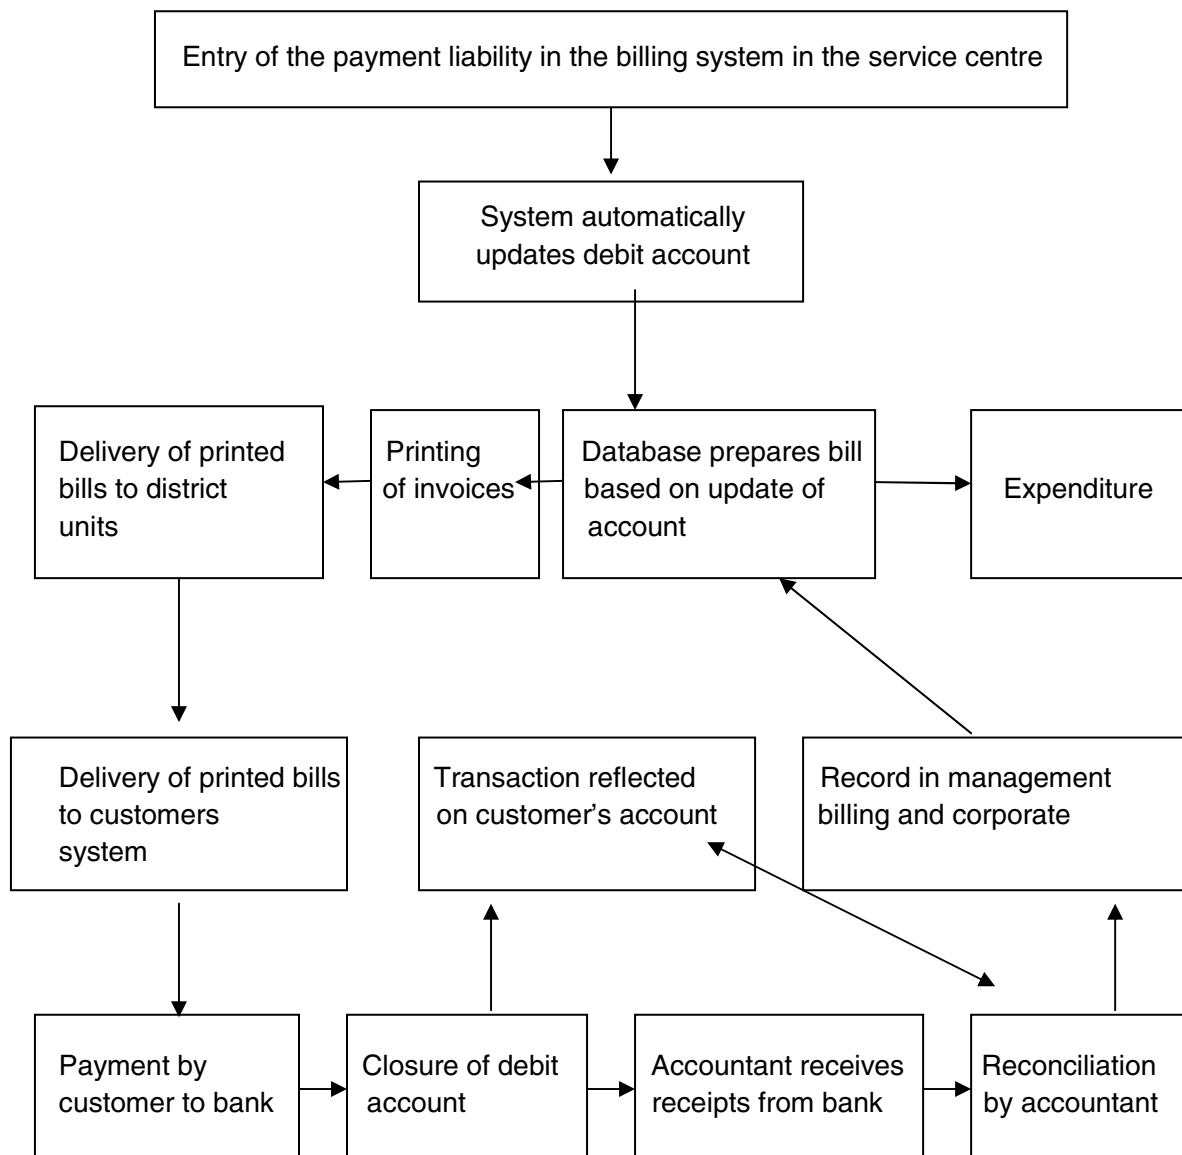 Entry of the payment liability in the billing system in the service centre
System automatically
updates debit account
Delivery of printed
bills to district
units
Printing
of invoices
Database prepares bill
based on update of
account
Expenditure
Delivery of printed bills
to customers
system
Transaction reflected
on customer’s account
Record in management
billing and corporate
Payment by
customer to bank
Closure of debit
account
Accountant receives
receipts from bank
Reconciliation
by accountant